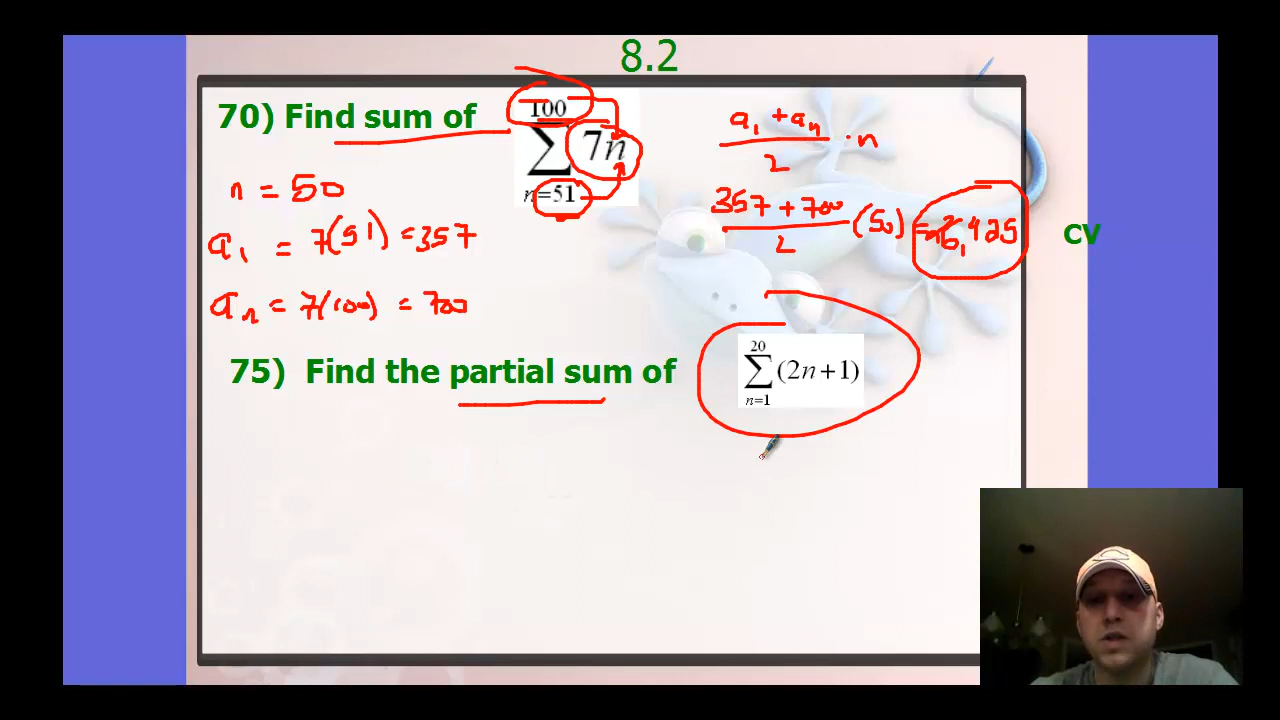 8.2
70) Find sum of
100
∑ 7n
n=51
a₁ + aₙ
2
· n
n = 50
357 + 700
2
(50) = 26,425
cv
a₁ = 7(51) = 357
aₙ = 7(100) = 700
75) Find the partial sum of
20
∑ (2n+1)
n=1